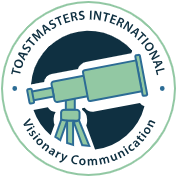 TOASTMASTERS INTERNATIONAL
Visionary Communication